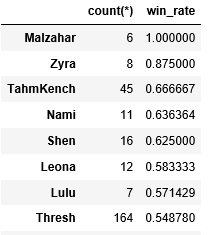 count(*) win_rate
Malzahar 6 1.000000
Zyra 8 0.875000
TahmKench 45 0.666667
Nami 11 0.636364
Shen 16 0.625000
Leona 12 0.583333
Lulu 7 0.571429
Thresh 164 0.548780